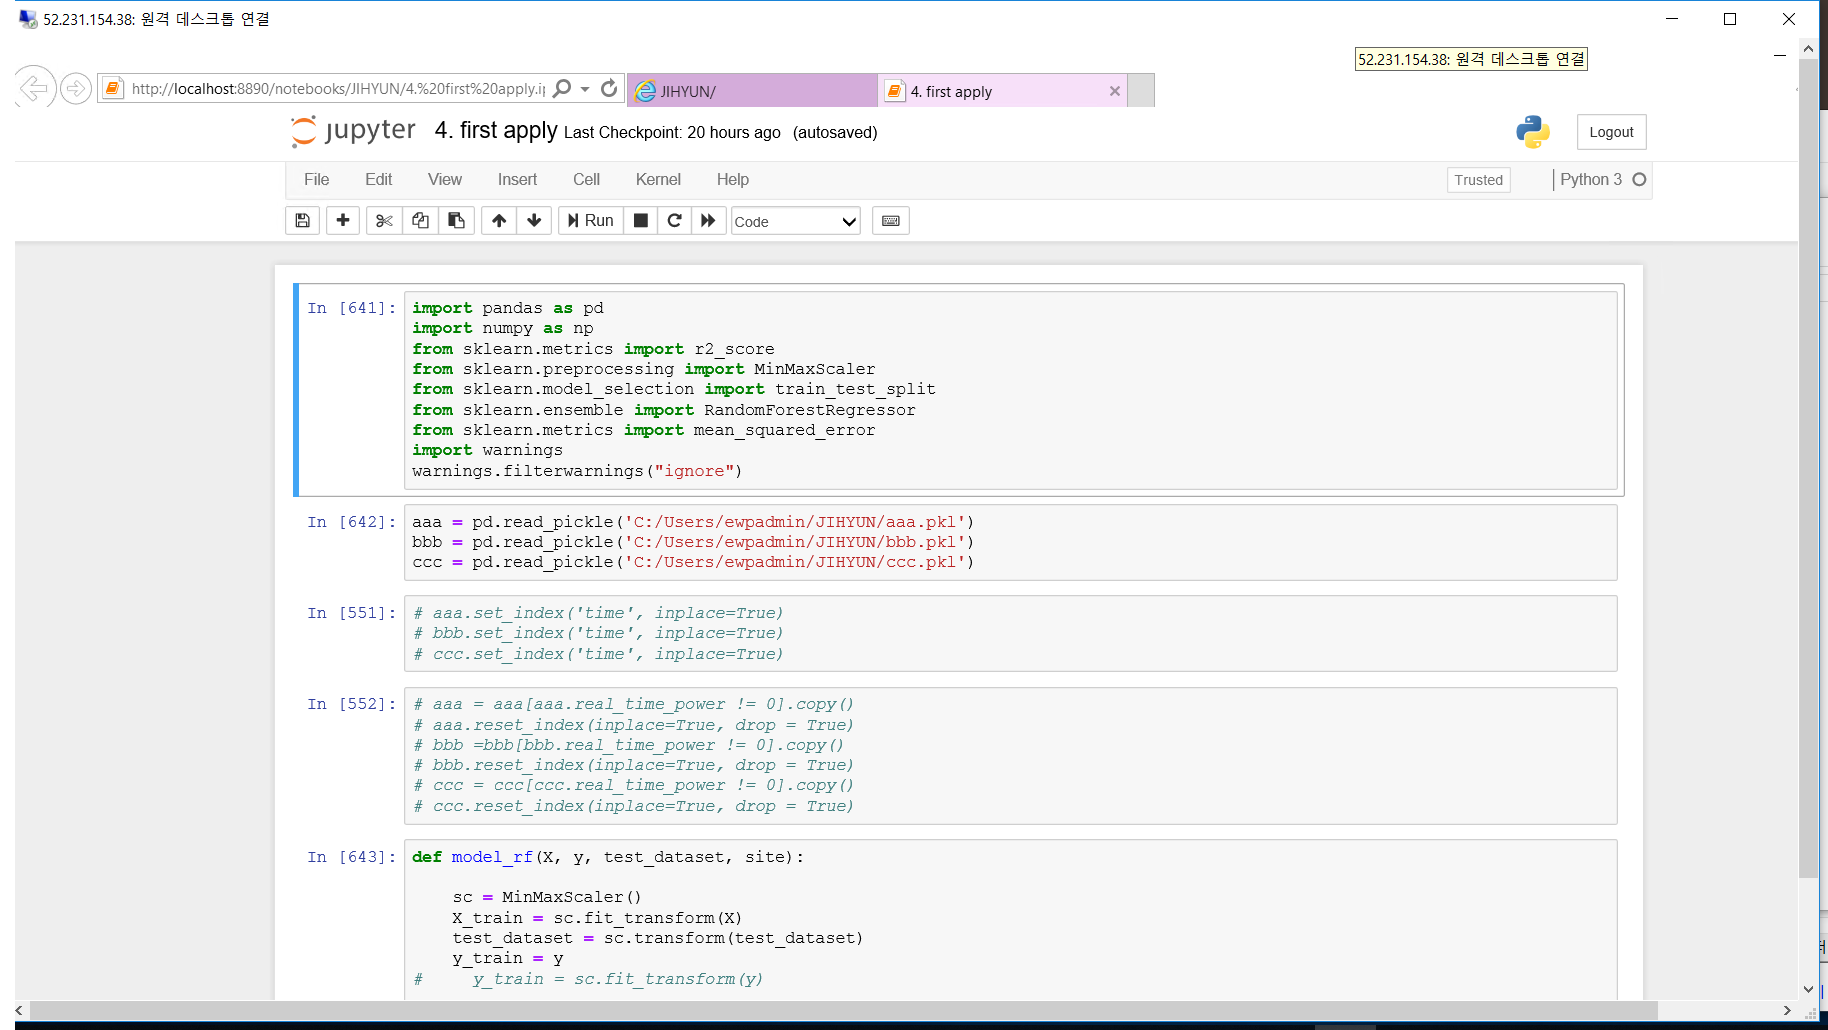 52.231.154.38: 원격 데스크톱 연결
52.231.154.38: 원격 데스크톱 연결
http://localhost:8890/notebooks/JIHYUN/4.%20first%20apply.i
JIHYUN/
4. first apply
jupyter 4. first apply Last Checkpoint: 20 hours ago (autosaved)
Logout
File Edit View Insert Cell Kernel Help
Trusted
Python 3
Run
Code
In [641]:
import pandas as pd
import numpy as np
from sklearn.metrics import r2_score
from sklearn.preprocessing import MinMaxScaler
from sklearn.model_selection import train_test_split
from sklearn.ensemble import RandomForestRegressor
from sklearn.metrics import mean_squared_error
import warnings
warnings.filterwarnings("ignore")
In [642]:
aaa = pd.read_pickle('C:/Users/ewpadmin/JIHYUN/aaa.pkl')
bbb = pd.read_pickle('C:/Users/ewpadmin/JIHYUN/bbb.pkl')
ccc = pd.read_pickle('C:/Users/ewpadmin/JIHYUN/ccc.pkl')
In [551]:
# aaa.set_index('time', inplace=True)
# bbb.set_index('time', inplace=True)
# ccc.set_index('time', inplace=True)
In [552]:
# aaa = aaa[aaa.real_time_power != 0].copy()
# aaa.reset_index(inplace=True, drop = True)
# bbb =bbb[bbb.real_time_power != 0].copy()
# bbb.reset_index(inplace=True, drop = True)
# ccc = ccc[ccc.real_time_power != 0].copy()
# ccc.reset_index(inplace=True, drop = True)
In [643]:
def model_rf(X, y, test_dataset, site):
    sc = MinMaxScaler()
    X_train = sc.fit_transform(X)
    test_dataset = sc.transform(test_dataset)
    y_train = y
#     y_train = sc.fit_transform(y)